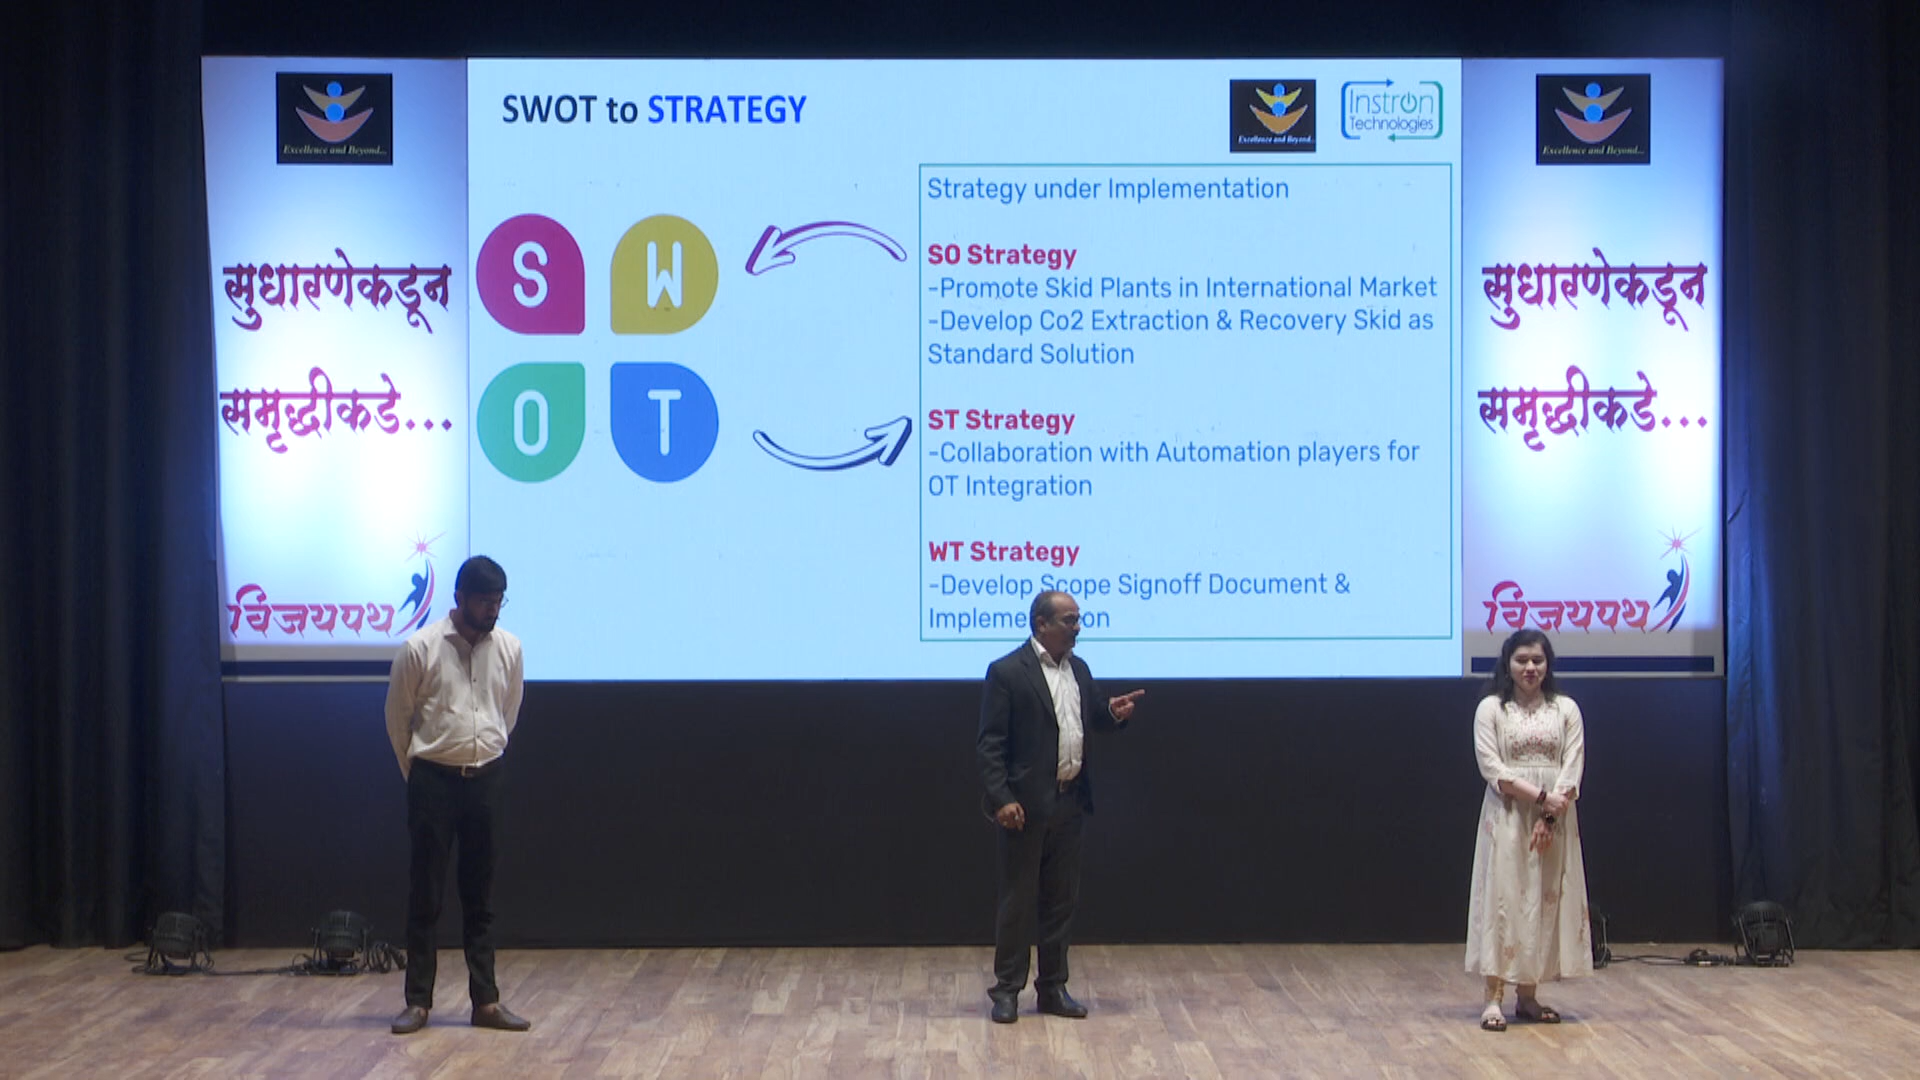 Excellence and Beyond...
सुधारणेकडून
समृद्धीकडे...
विजयपथ
SWOT to STRATEGY
Excellence and Beyond...
Instron
Technologies
S
W
O
T
Strategy under Implementation
SO Strategy
-Promote Skid Plants in International Market
-Develop Co2 Extraction & Recovery Skid as
Standard Solution
ST Strategy
-Collaboration with Automation players for
OT Integration
WT Strategy
-Develop Scope Signoff Document &
Excellence and Beyond...
सुधारणेकडून
समृद्धीकडे...
विजयपथ